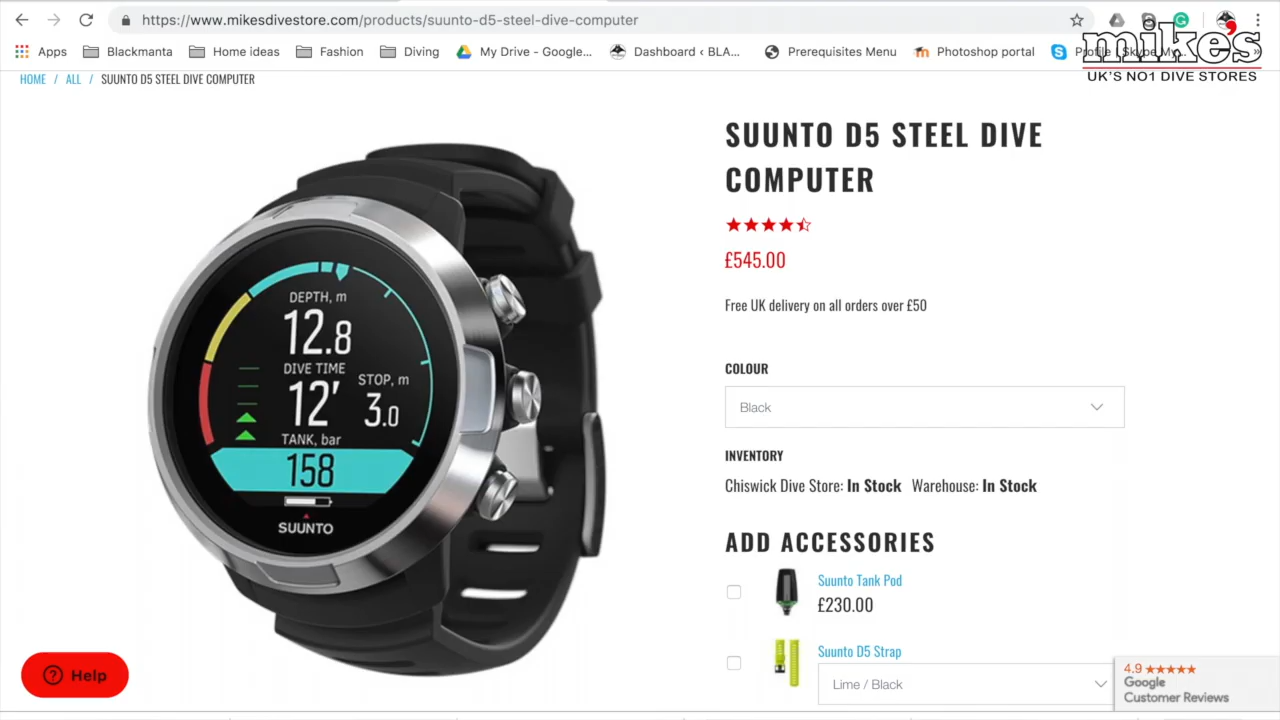 https://www.mikesdivestore.com/products/suunto-d5-steel-dive-computer
Apps Blackmanta Home ideas Fashion Diving My Drive - Google... Dashboard ‹ BLA... Prerequisites Menu Photoshop portal
mike's
UK'S NO1 DIVE STORES
HOME / ALL / SUUNTO D5 STEEL DIVE COMPUTER
SUUNTO D5 STEEL DIVE
COMPUTER
£545.00
Free UK delivery on all orders over £50
COLOUR
Black
INVENTORY
Chiswick Dive Store: In Stock Warehouse: In Stock
ADD ACCESSORIES
Suunto Tank Pod
£230.00
Suunto D5 Strap
Lime / Black
DEPTH, m
12.8
DIVE TIME
12'
STOP, m
3.0
TANK, bar
158
SUUNTO
Help
4.9
Google
Customer Reviews